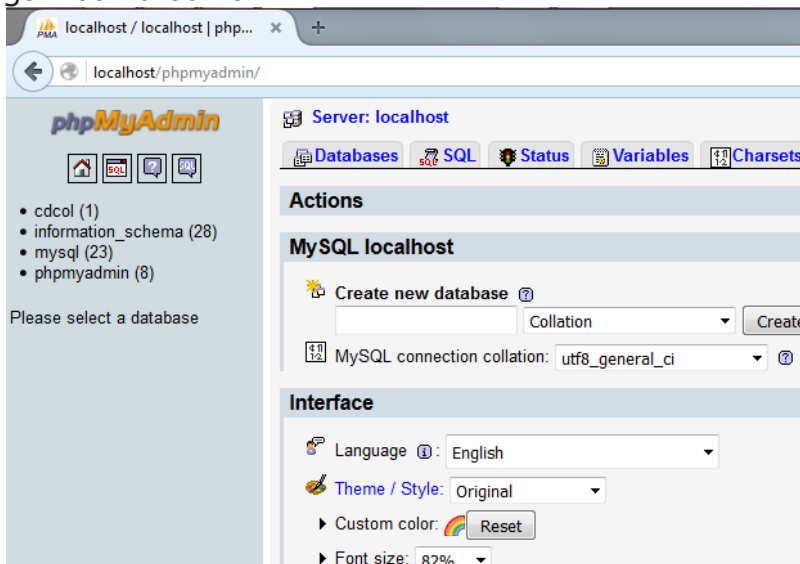 localhost / localhost | php...
localhost/phpmyadmin/
phpMyAdmin
cdcol (1)
information_schema (28)
mysql (23)
phpmyadmin (8)
Please select a database
Server: localhost
Databases SQL Status Variables Charsets
Actions
MySQL localhost
Create new database
Collation Create
MySQL connection collation: utf8_general_ci
Interface
Language : English
Theme / Style: Original
Custom color: Reset
Font size: 82%